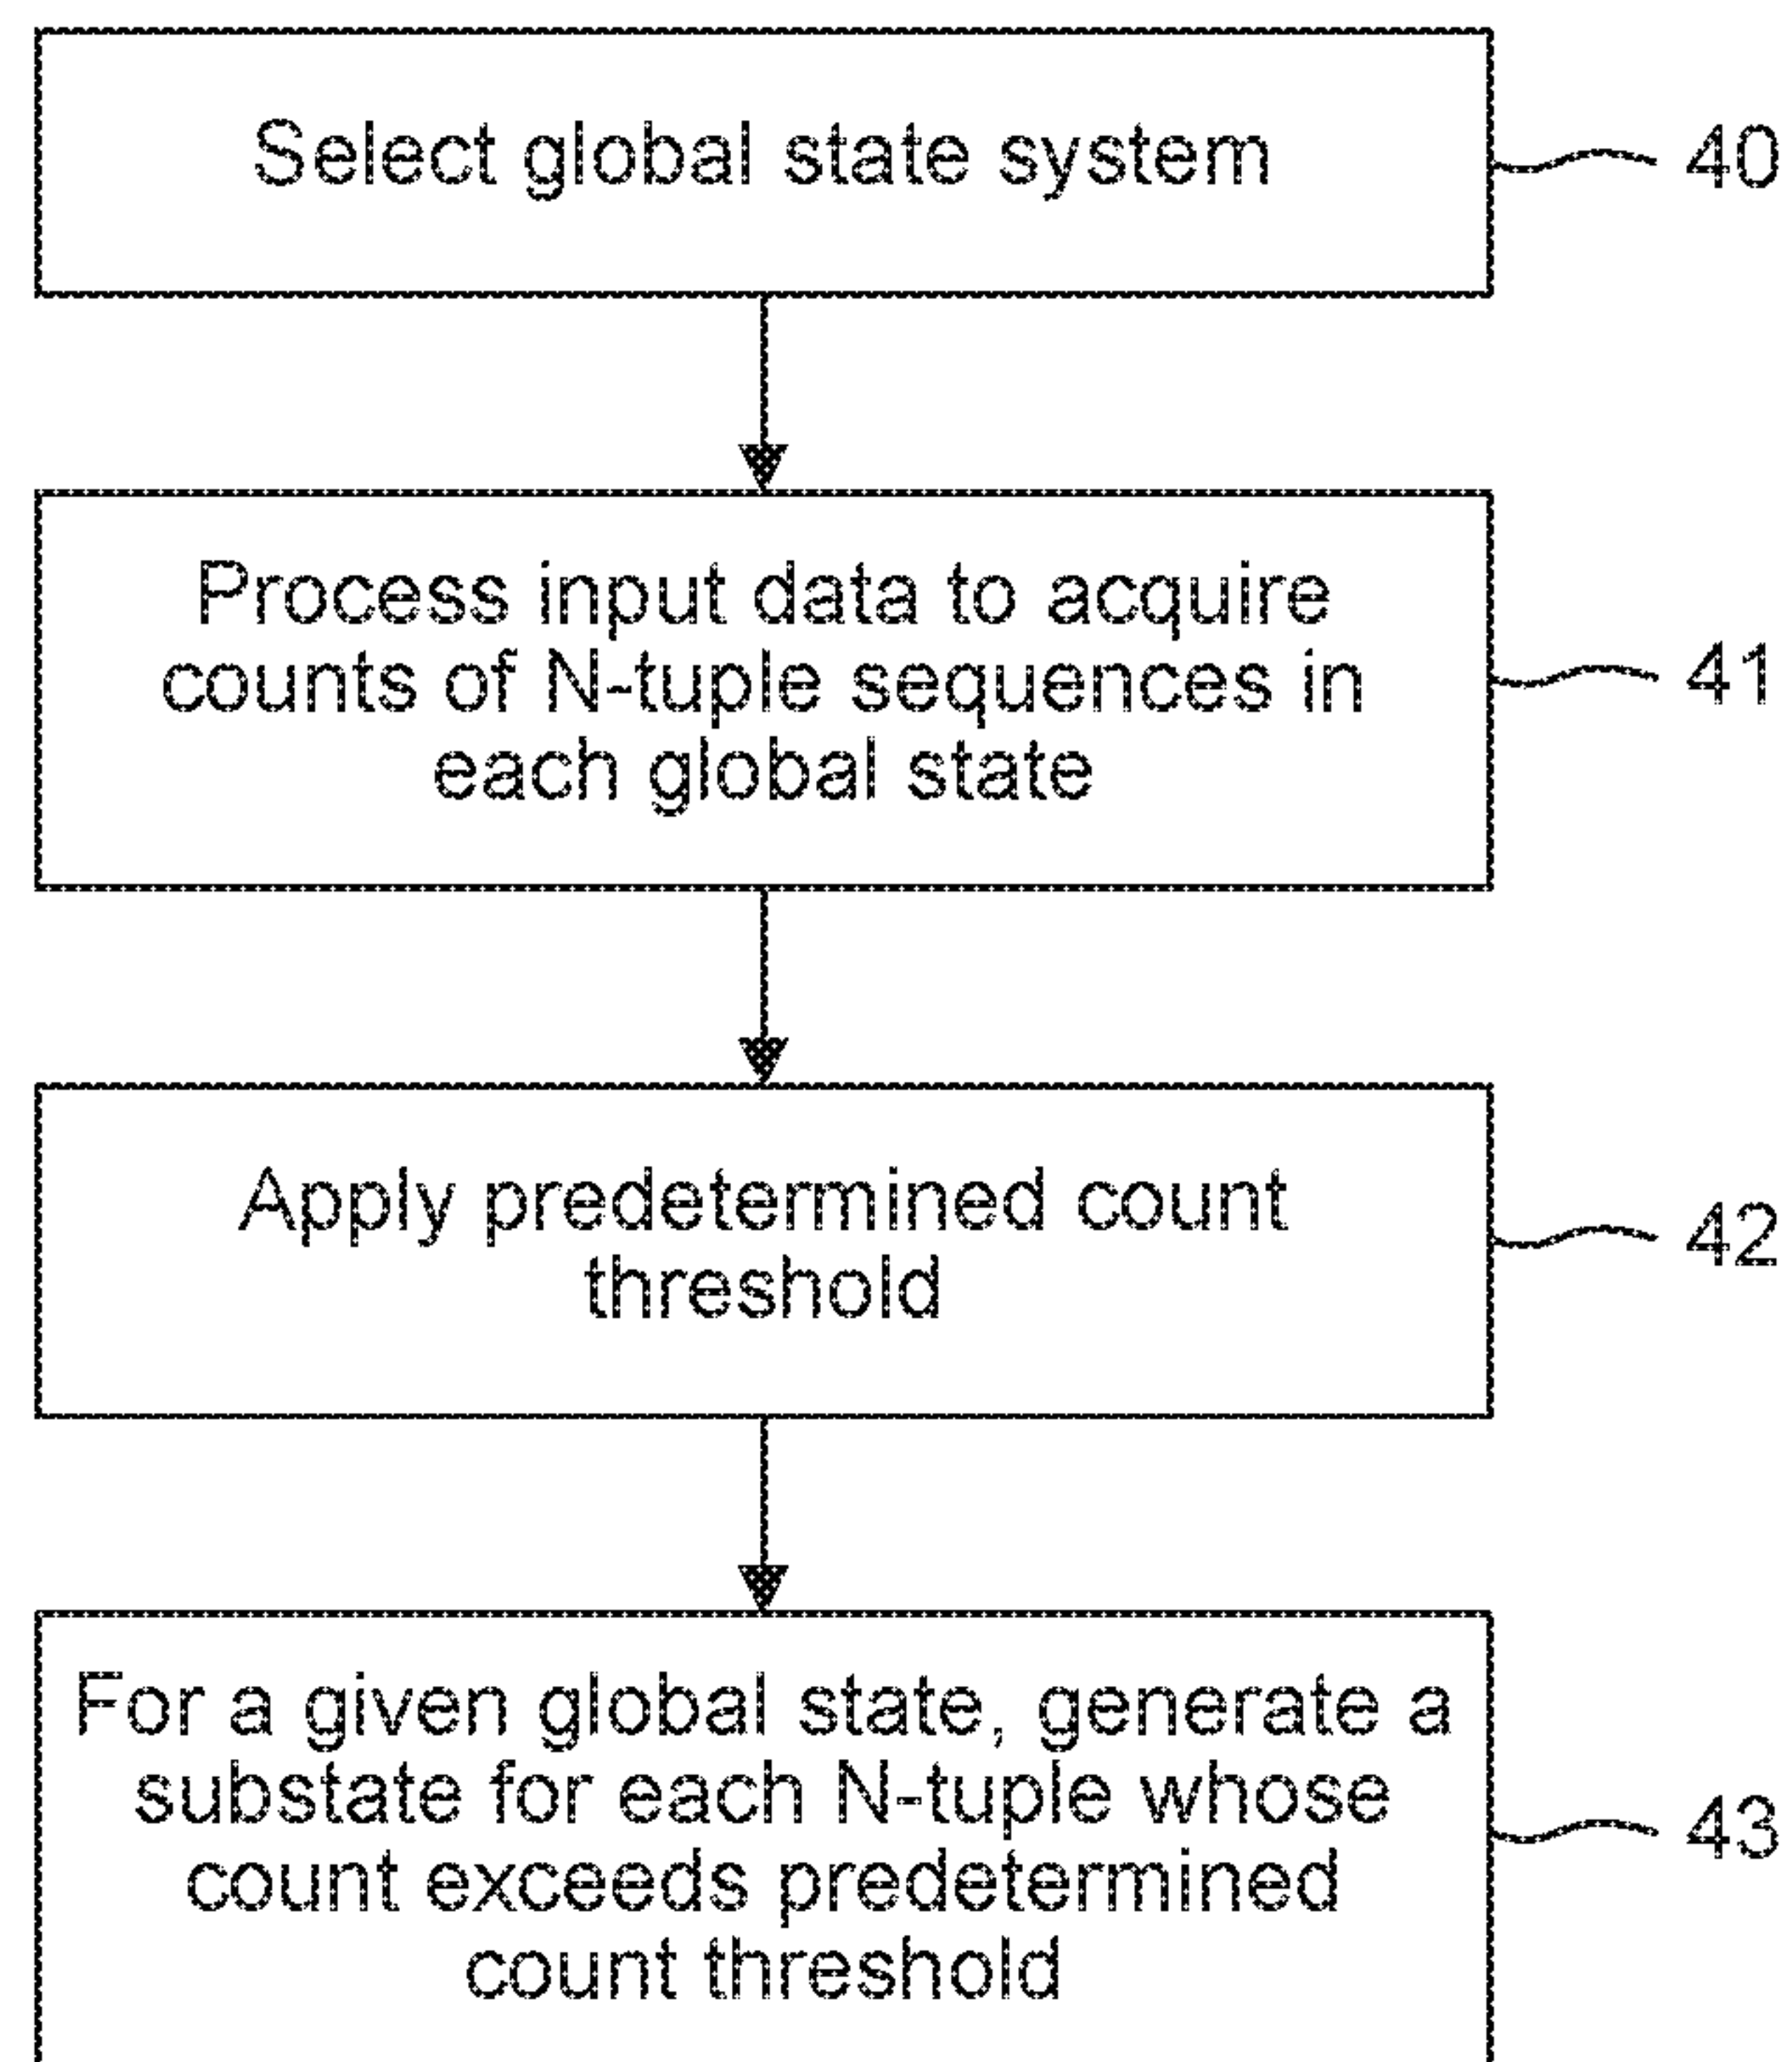 Select global state system
40
Process input data to acquire
counts of N-tuple sequences in
each global state
41
Apply predetermined count
threshold
42
For a given global state, generate a
substate for each N-tuple whose
count exceeds predetermined
count threshold
43